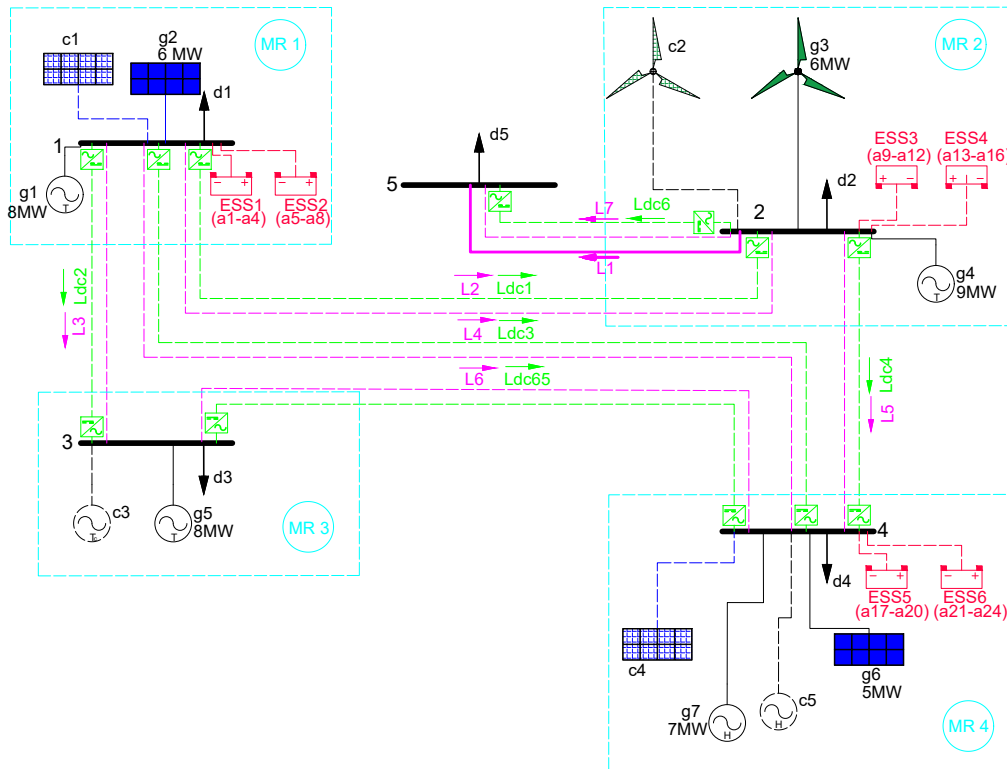 MR 1
c1
g2
6 MW
d1
1
g1
T
8MW
ESS1
(a1-a4)
ESS2
(a5-a8)
MR 2
c2
g3
6MW
ESS3
(a9-a12)
ESS4
(a13-a16)
d5
5
d2
2
L7
Ldc6
L1
g4
T
9MW
L2
Ldc1
Ldc2
L3
L4
Ldc3
L6
Ldc65
Ldc4
L5
3
d3
c3
g5
T
8MW
MR 3
4
d4
ESS5
(a17-a20)
ESS6
(a21-a24)
c4
g7
7MW
H
c5
H
g6
5MW
MR 4